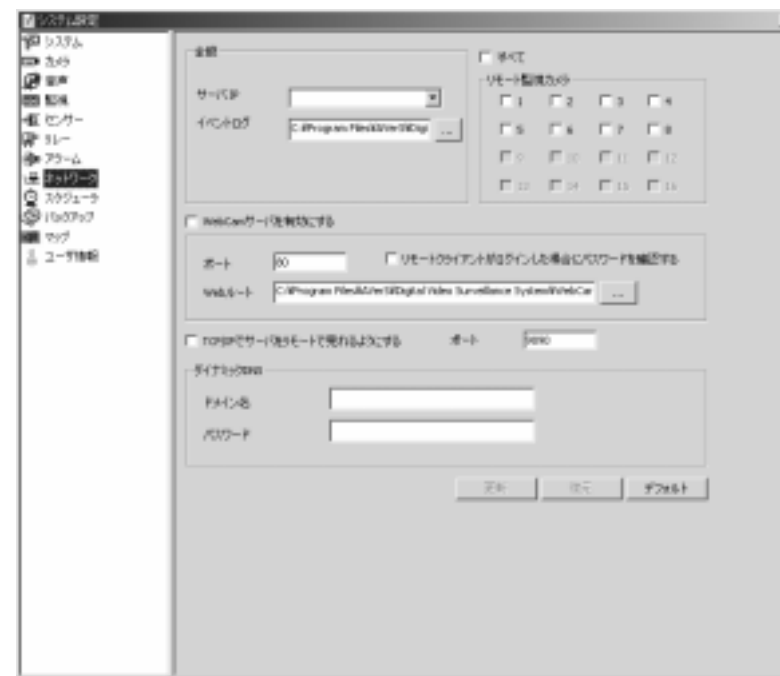 システム設定
システム
カメラ
音声
監視
センサー
リレー
アラーム
ネットワーク
スケジューラ
バックアップ
マップ
ユーザ情報
全般
サーバIP
イベントログ
...
すべて
リモート監視カメラ
1 2 3 4
5 6 7 8
9 10 11 12
13 14 15 16
WebCamサーバを有効にする
ポート 80
リモートクライアントがログインした場合にパスワードを確認する
Webルート
...
TCP/IPでサーバをリモートで見れるようにする
ポート
ダイナミックDNS
ドメイン名
パスワード
更新 復元 デフォルト